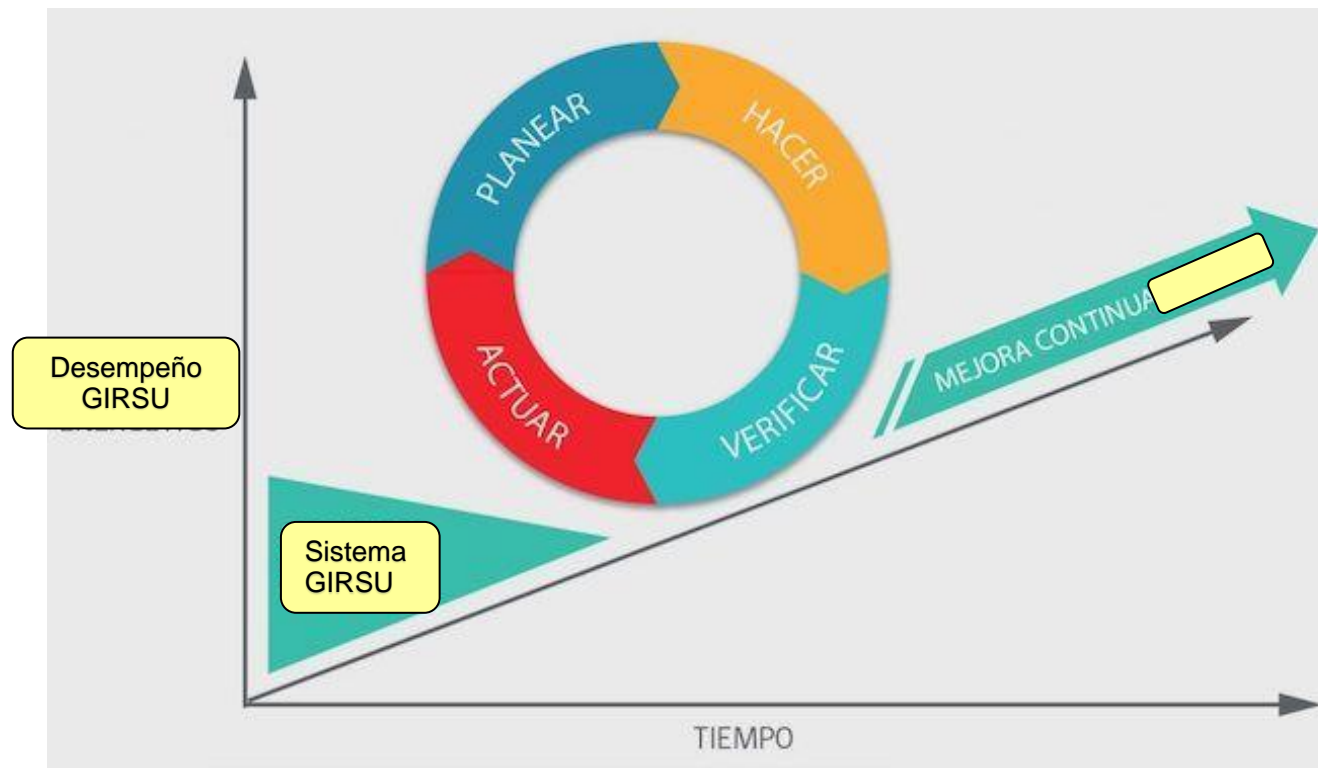 PLANEAR
HACER
MEJORA CONTINUA
Desempeño
GIRSU
ACTUAR
VERIFICAR
Sistema
GIRSU
TIEMPO